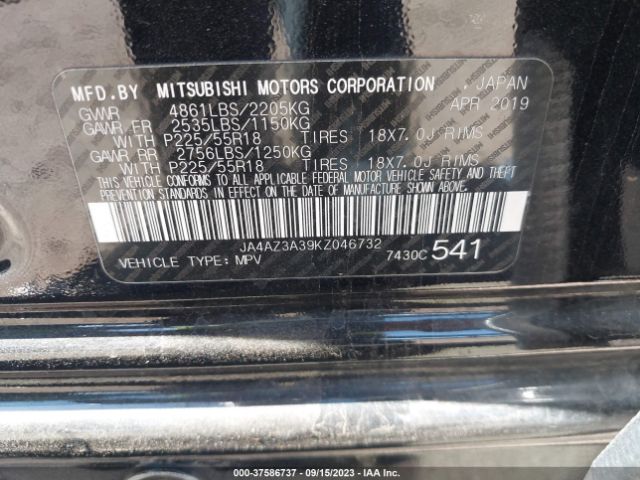 MFD.BY MITSUBISHI MOTORS CORPORATION, JAPAN
GVWR 4861LBS/2205KG APR 2019
GAWR FR 2535LBS/1150KG
WITH P225/55R18 TIRES, 18X7.0J RIMS
GAWR RR 2756LBS/1250KG
WITH P225/55R18 TIRES, 18X7.0J RIMS
THIS VEHICLE CONFORMS TO ALL APPLICABLE FEDERAL MOTOR VEHICLE SAFETY AND THEFT
PREVENTION STANDARDS IN EFFECT ON THE DATE OF MANUFACTURE SHOWN ABOVE.
JA4AZ3A39KZ046732
VEHICLE TYPE: MPV 7430C 541
000-37586737 - 09/15/2023 - IAA Inc.